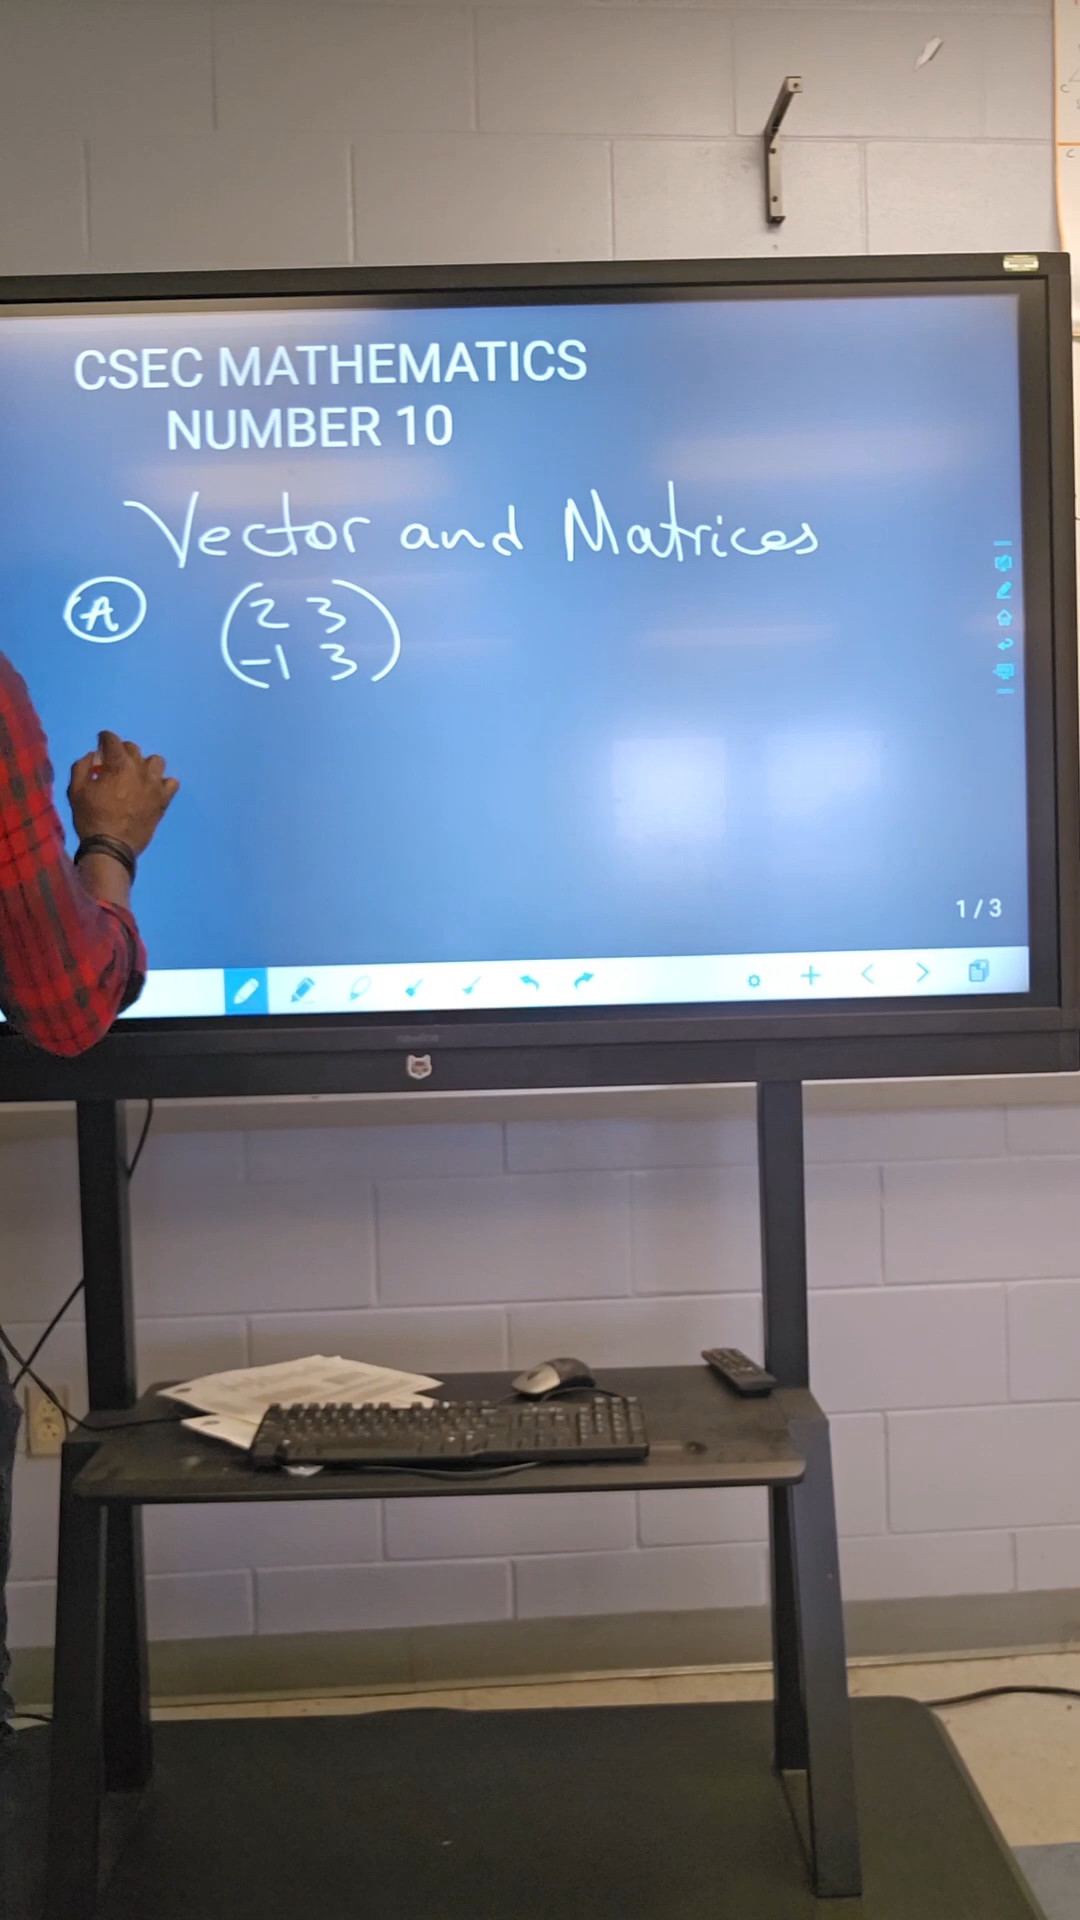 CSEC MATHEMATICS
NUMBER 10
Vector and Matrices
A
2 3
-1 3
1 / 3